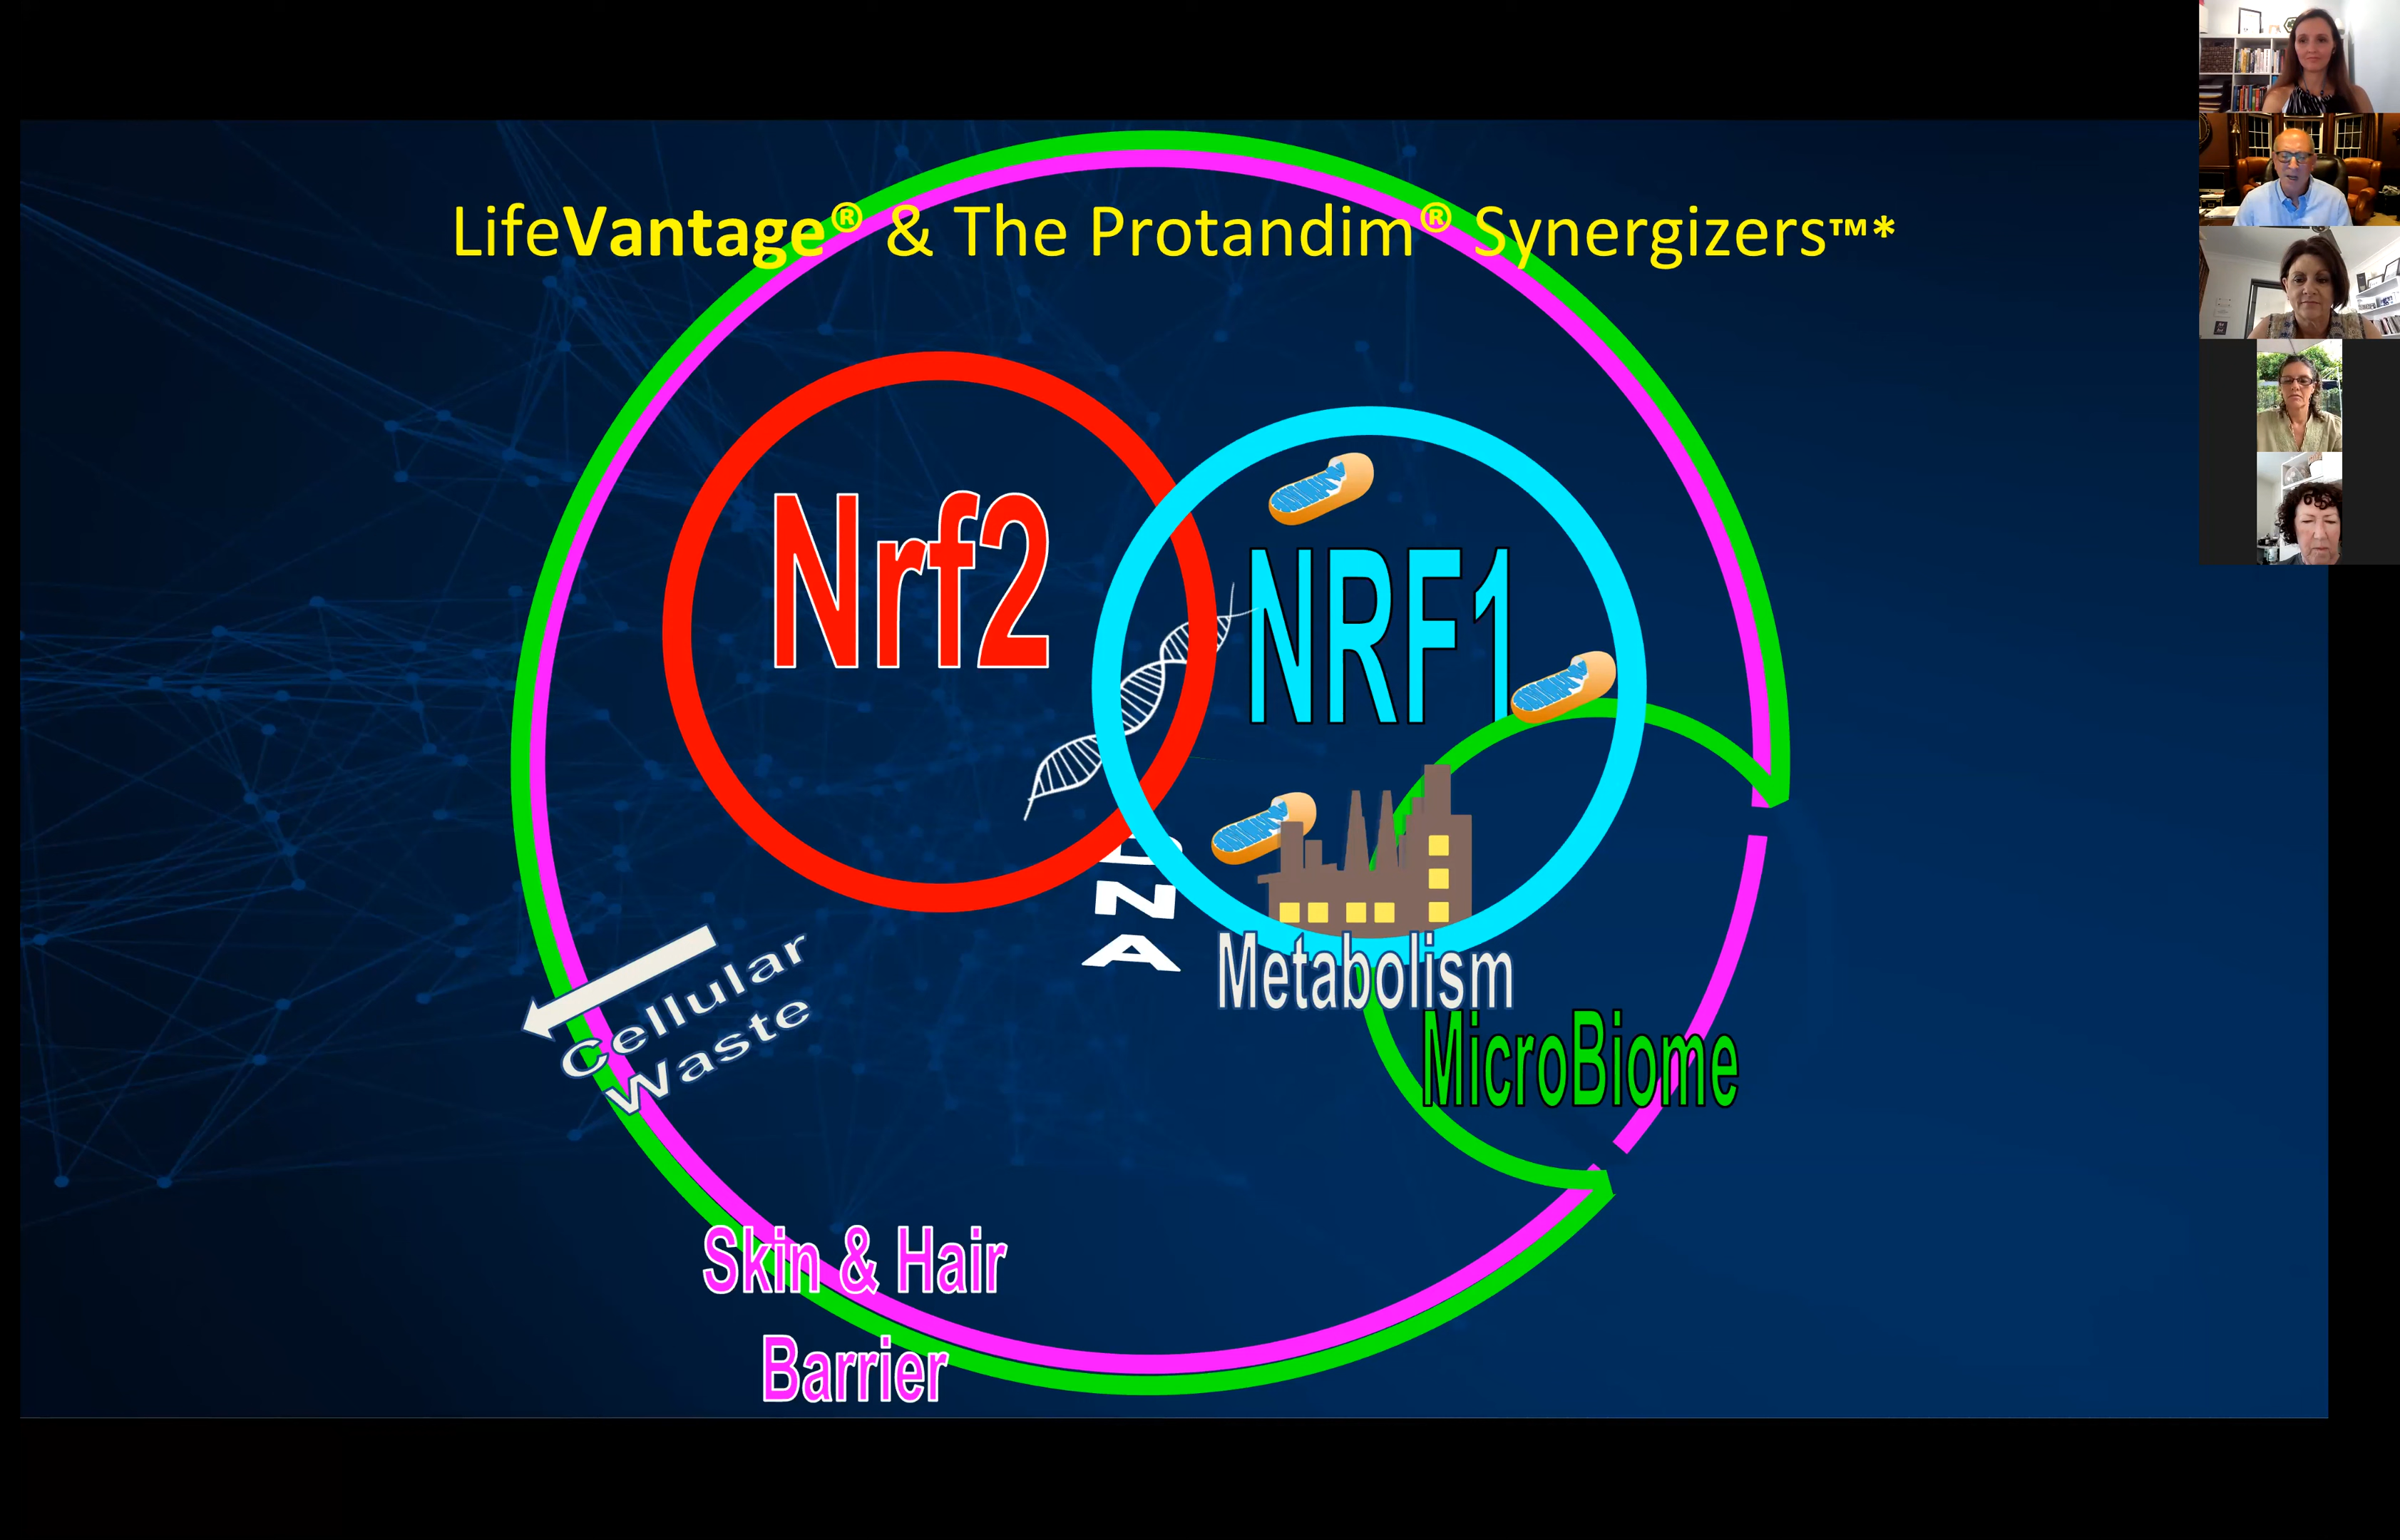 LifeVantage® & The Protandim® Synergizers™*
Nrf2
NRF1
DNA
Cellular
Waste
Metabolism
MicroBiome
Skin & Hair
Barrier